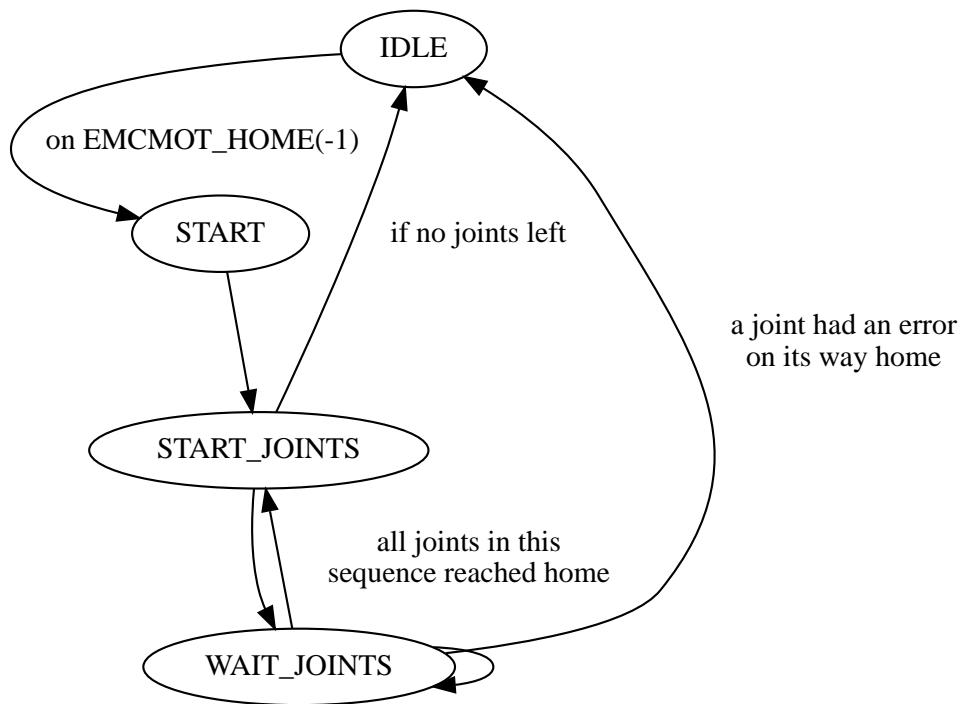 IDLE
on EMCMOT_HOME(-1)
START
if no joints left
a joint had an error
on its way home
START_JOINTS
all joints in this
sequence reached home
WAIT_JOINTS